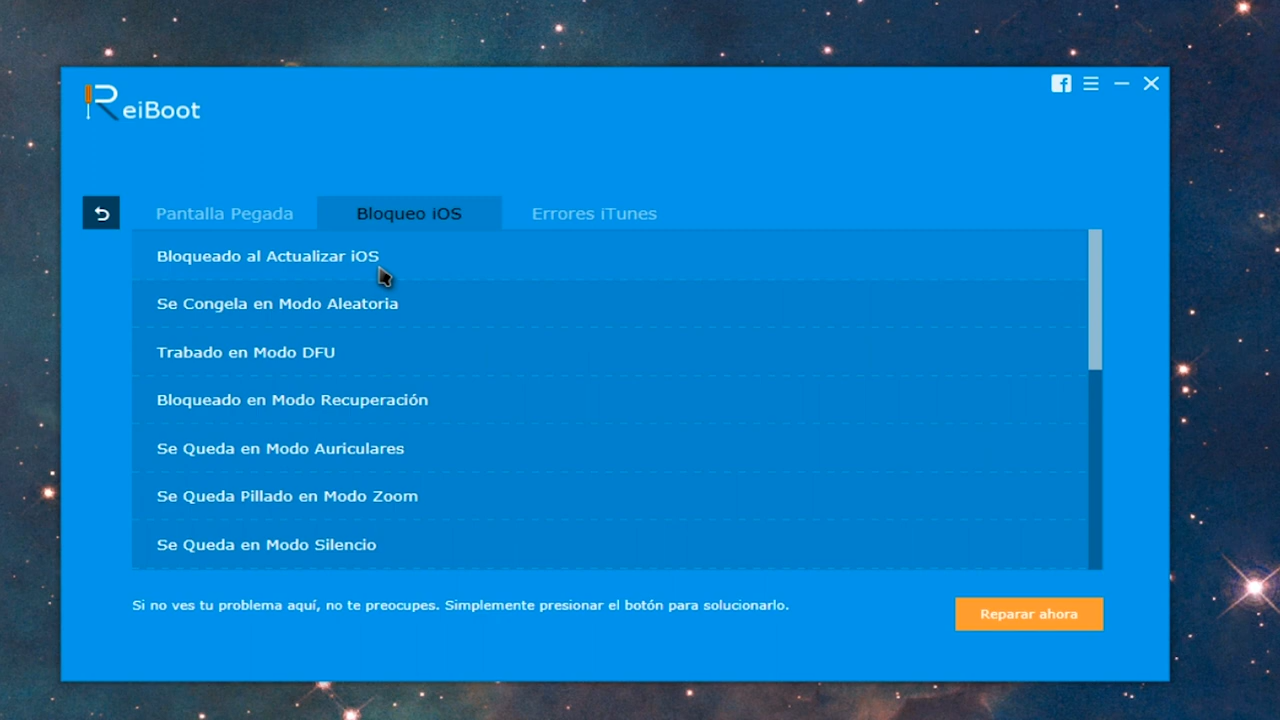 ReiBoot
Pantalla Pegada Bloqueo iOS Errores iTunes
Bloqueado al Actualizar iOS
Se Congela en Modo Aleatoria
Trabado en Modo DFU
Bloqueado en Modo Recuperación
Se Queda en Modo Auriculares
Se Queda Pillado en Modo Zoom
Se Queda en Modo Silencio
Si no ves tu problema aquí, no te preocupes. Simplemente presionar el botón para solucionarlo.
Reparar ahora